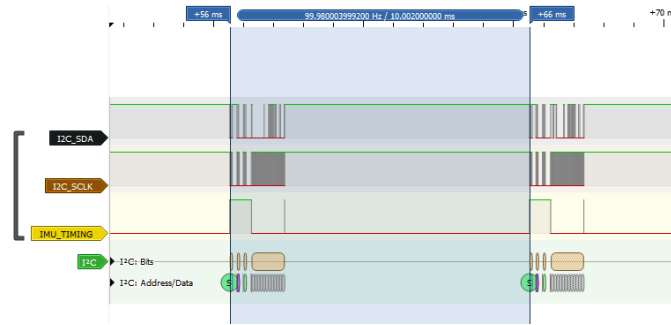 +56 ms
99.980003999200 Hz / 10.002000000 ms
+66 ms
+70 m
I2C_SDA
I2C_SCLK
IMU_TIMING
I²C
I²C: Bits
I²C: Address/Data
S
S